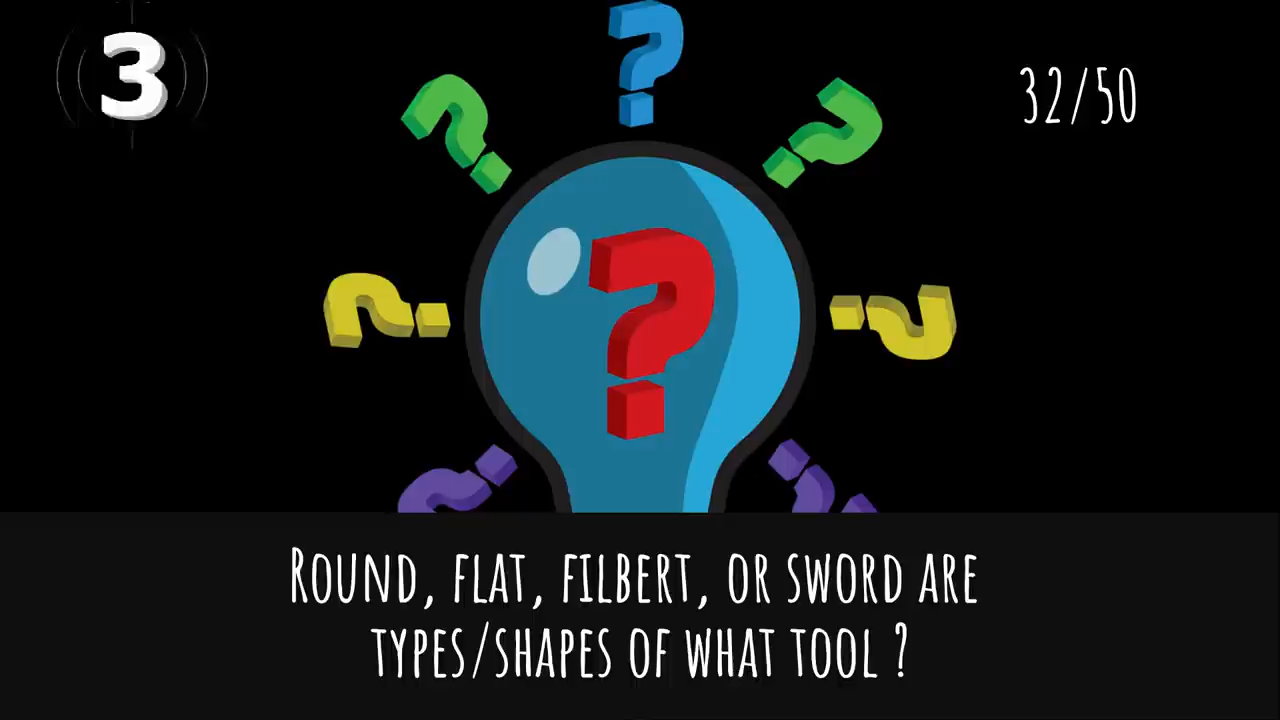 3
32/50
Round, flat, filbert, or sword are
types/shapes of what tool ?